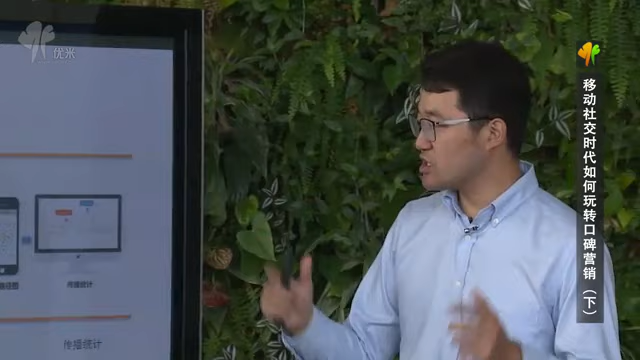 优米
移动社交时代如何玩转口碑营销（下）
传播统计
传播统计